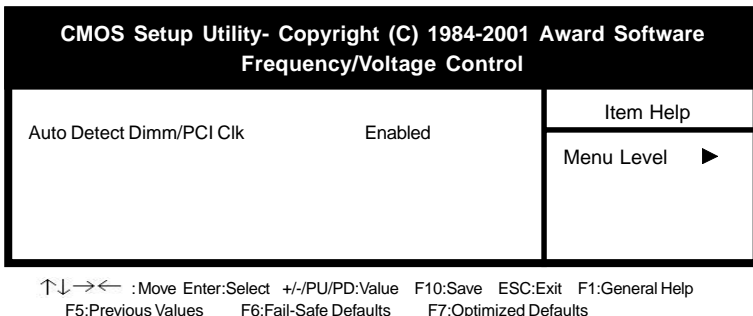 CMOS Setup Utility- Copyright (C) 1984-2001 Award Software
Frequency/Voltage Control
Auto Detect Dimm/PCI Clk Enabled
Item Help
Menu Level ►
↑↓→← : Move Enter:Select +/-/PU/PD:Value F10:Save ESC:Exit F1:General Help
F5:Previous Values F6:Fail-Safe Defaults F7:Optimized Defaults